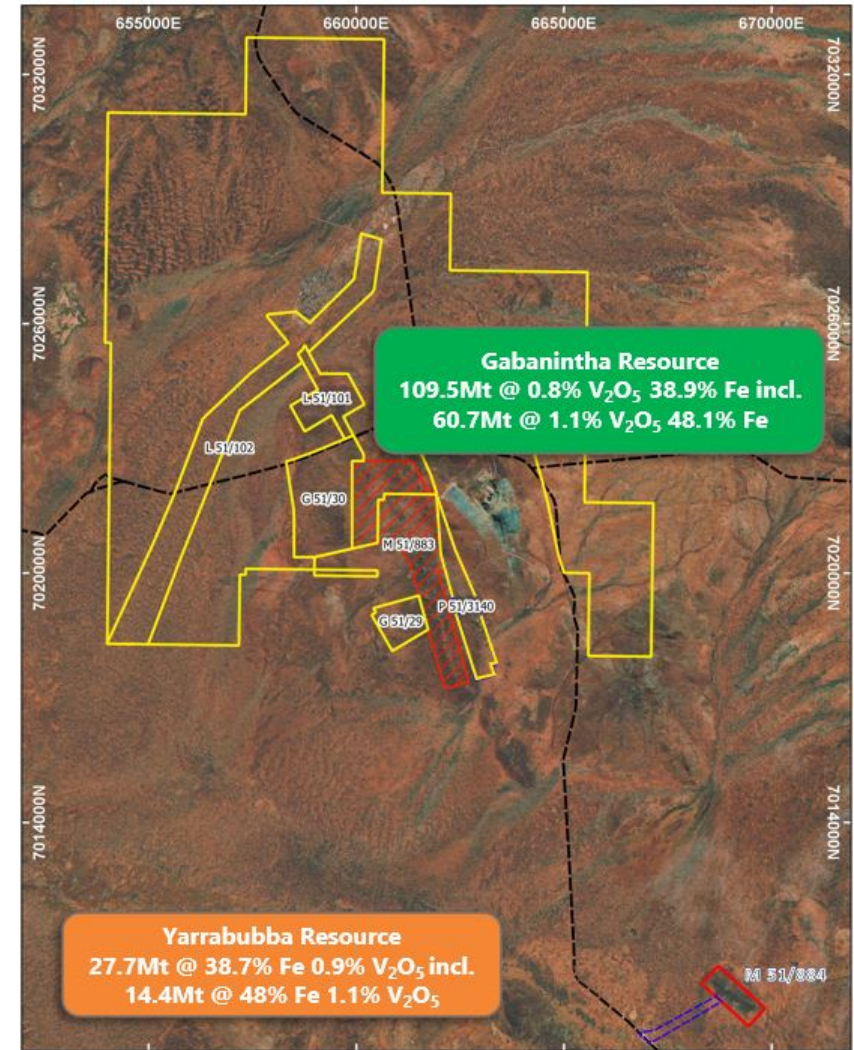 655000E 660000E 665000E 670000E
7032000N 7032000N
7026000N 7026000N
Gabanintha Resource
109.5Mt @ 0.8% V₂O₅ 38.9% Fe incl.
60.7Mt @ 1.1% V₂O₅ 48.1% Fe
L 51/101
L 51/102
G 51/30
M 51/883
7020000N 7020000N
P 51/3140
G 51/29
7014000N 7014000N
Yarrabubba Resource
27.7Mt @ 38.7% Fe 0.9% V₂O₅ incl.
14.4Mt @ 48% Fe 1.1% V₂O₅
M 51/884